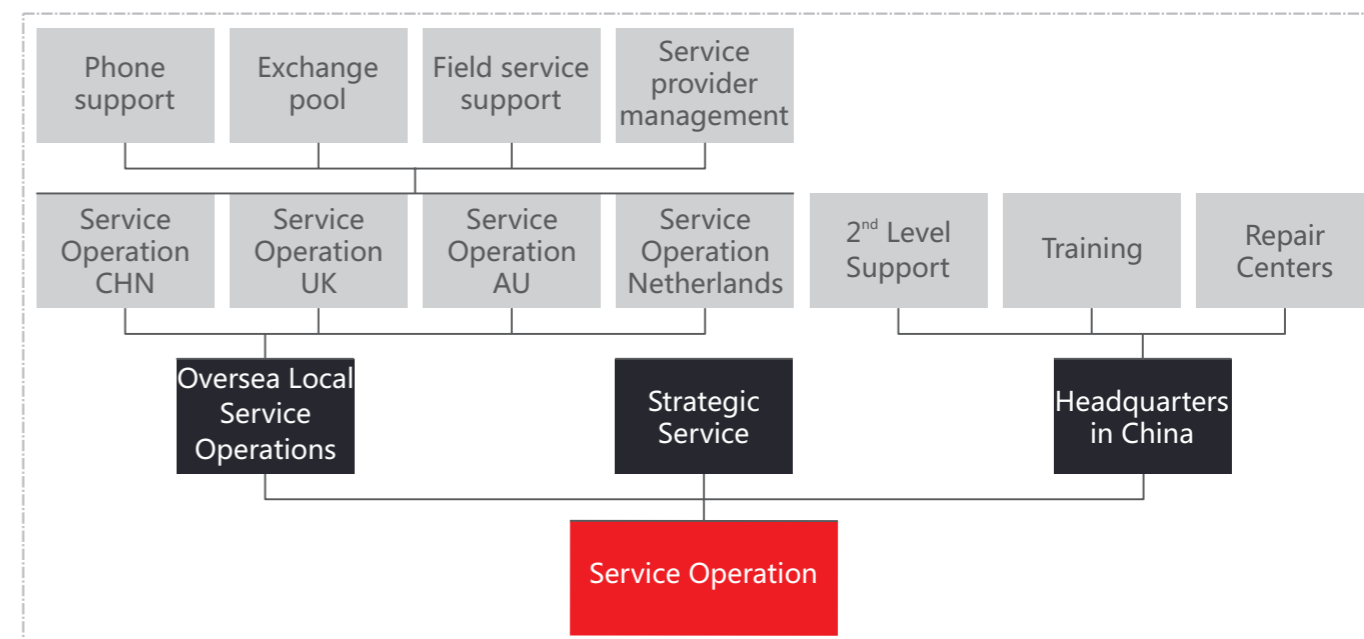 Phone
support
Exchange
pool
Field service
support
Service
provider
management
Service
Operation
CHN
Service
Operation
UK
Service
Operation
AU
Service
Operation
Netherlands
2nd Level
Support
Training
Repair
Centers
Oversea Local
Service
Operations
Strategic
Service
Headquarters
in China
Service Operation